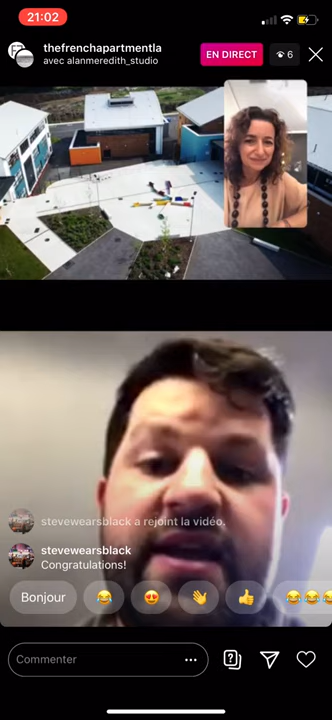 21:02
thefrenchapartmentla
avec alanmeredith_studio
EN DIRECT
6
stevewearsblack a rejoint la vidéo.
stevewearsblack
Congratulations!
Bonjour
Commenter